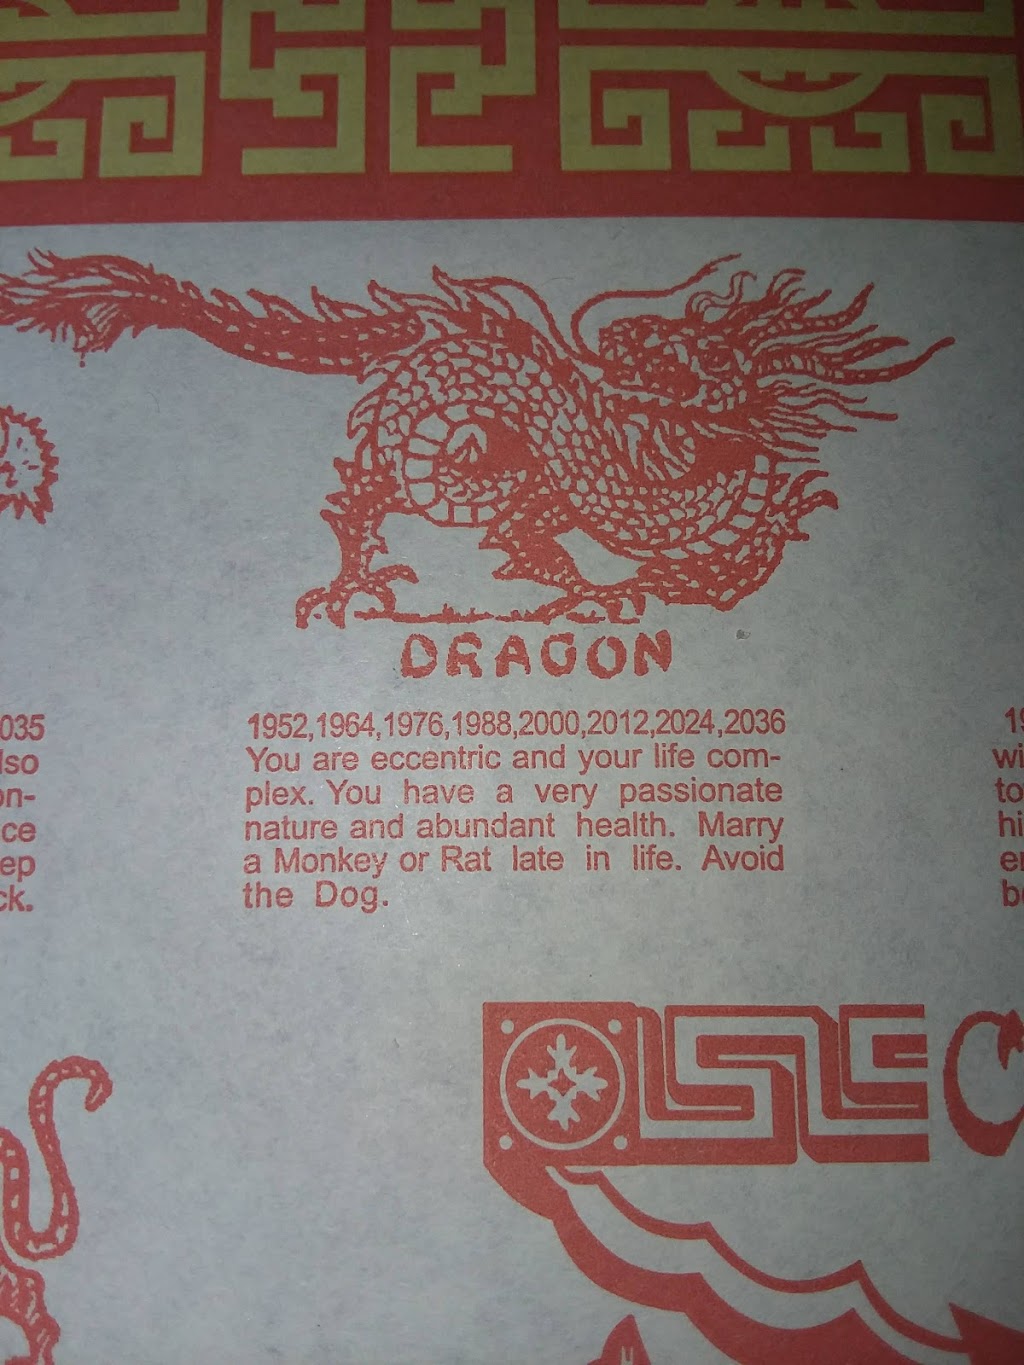 DRAGON
1952,1964,1976,1988,2000,2012,2024,2036
You are eccentric and your life com-
plex. You have a very passionate
nature and abundant health. Marry
a Monkey or Rat late in life. Avoid
the Dog.